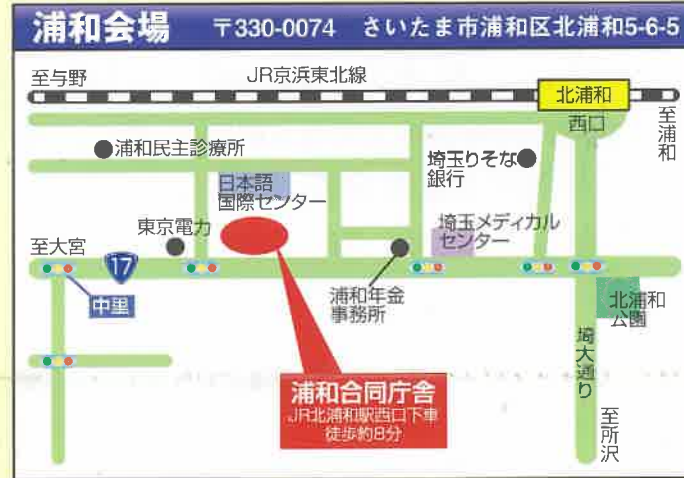 浦和会場 〒330-0074 さいたま市浦和区北浦和5-6-5
至与野
JR京浜東北線
北浦和
西口
至浦和
浦和民主診療所
埼玉りそな
銀行
日本語
国際センター
東京電力
埼玉メディカル
センター
至大宮
17
中里
浦和年金
事務所
北浦和
公園
埼大通り
浦和合同庁舎
JR北浦和駅西口下車
徒歩約8分
至所沢